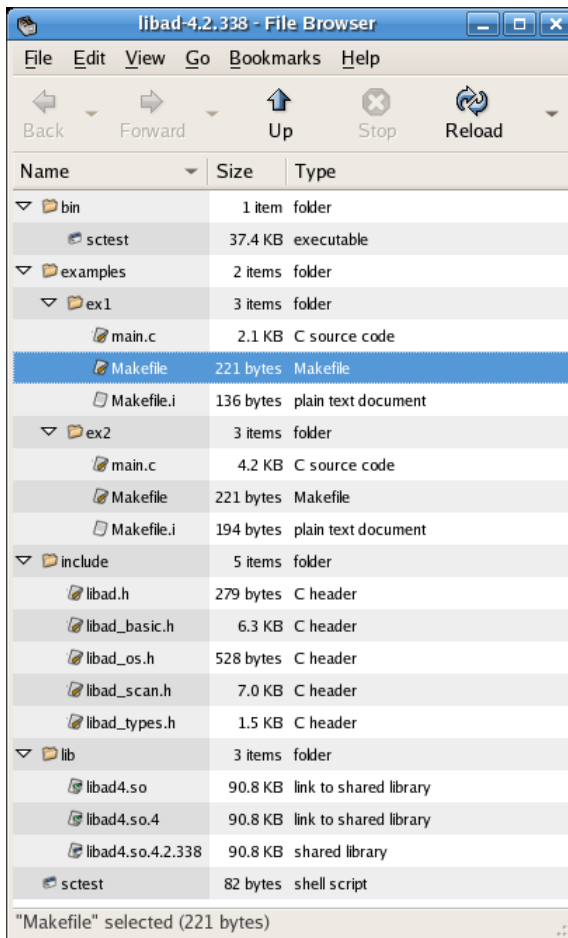 libad-4.2.338 - File Browser
File Edit View Go Bookmarks Help
Back Forward Up Stop Reload
Name Size Type
bin 1 item folder
sctest 37.4 KB executable
examples 2 items folder
ex1 3 items folder
main.c 2.1 KB C source code
Makefile 221 bytes Makefile
Makefile.i 136 bytes plain text document
ex2 3 items folder
main.c 4.2 KB C source code
Makefile 221 bytes Makefile
Makefile.i 194 bytes plain text document
include 5 items folder
libad.h 279 bytes C header
libad_basic.h 6.3 KB C header
libad_os.h 528 bytes C header
libad_scan.h 7.0 KB C header
libad_types.h 1.5 KB C header
lib 3 items folder
libad4.so 90.8 KB link to shared library
libad4.so.4 90.8 KB link to shared library
libad4.so.4.2.338 90.8 KB shared library
sctest 82 bytes shell script
"Makefile" selected (221 bytes)